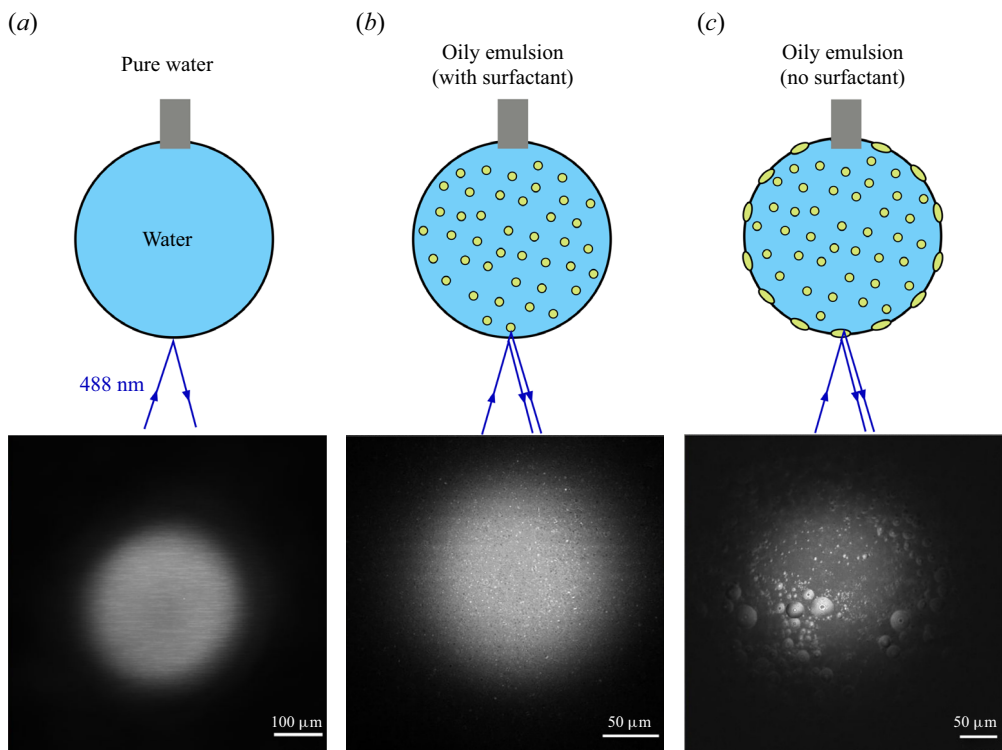 (a)
(b)
(c)
Pure water
Oily emulsion
(with surfactant)
Oily emulsion
(no surfactant)
Water
488 nm
100 μm
50 μm
50 μm